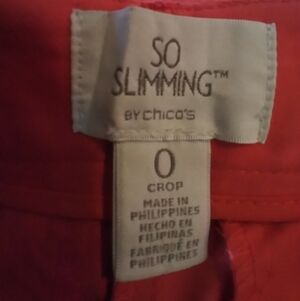 SO
SLIMMING™
BY chico's
0
CROP
MADE IN
PHILIPPINES
HECHO EN
FILIPINAS
FABRIQUÉ EN
PHILIPPINES